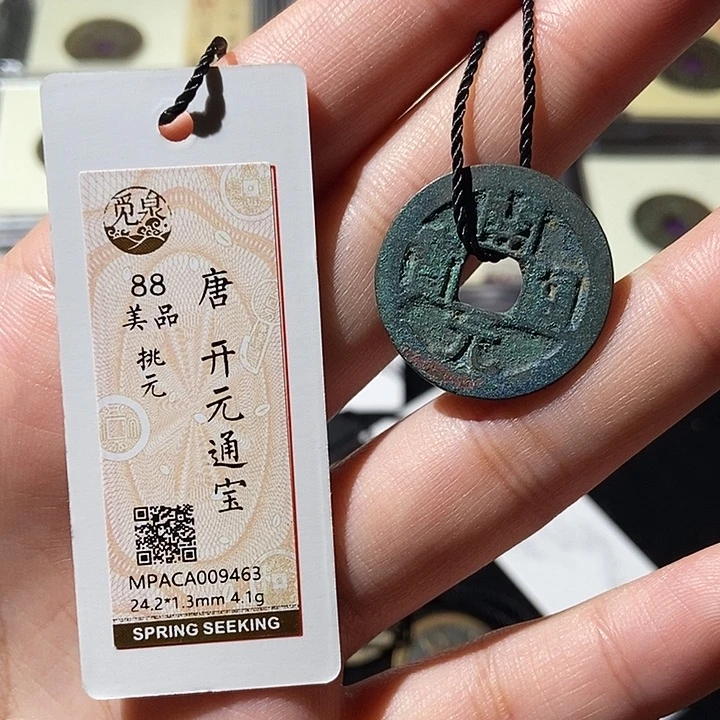 觅泉
88
美品
挑元
唐 开元通宝
MPACA009463
24.2*1.3mm 4.1g
SPRING SEEKING
元